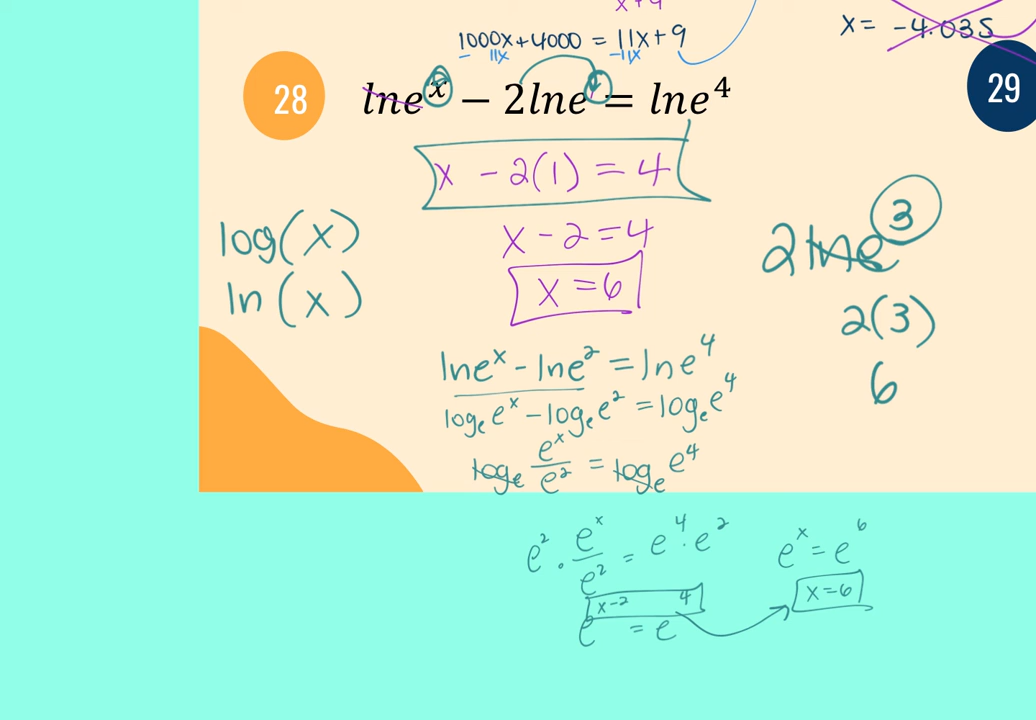 x+9
1000x+4000 = 11x+9
- 11x -11x
x = -4.035
28
lne^x − 2lne = lne^4
29
x - 2(1) = 4
x - 2 = 4
x = 6
log(x)
ln(x)
2lne^3
2(3)
6
lne^x - lne^2 = lne^4
log_e e^x - log_e e^2 = log_e e^4
log_e e^x/e^2 = log_e e^4
e^2 · e^x/e^2 = e^4 · e^2
e^x = e^6
x=6
e^x-2 = e^4